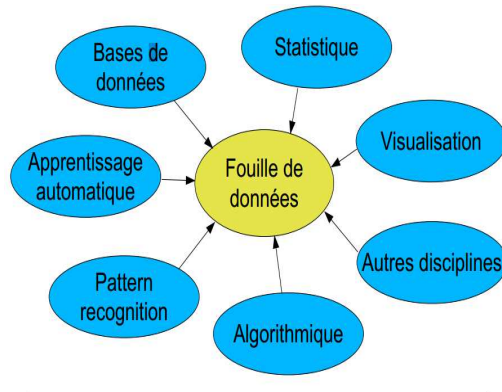 Bases de
données
Statistique
Visualisation
Apprentissage
automatique
Fouille de
données
Autres disciplines
Pattern
recognition
Algorithmique